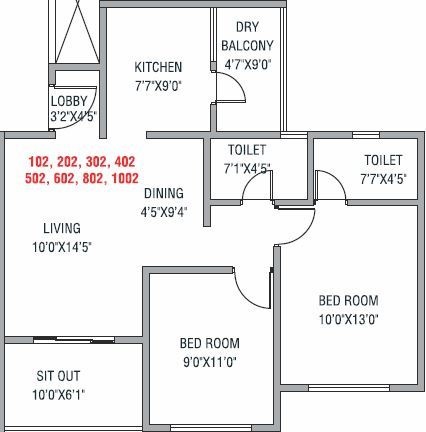 DRY
BALCONY
4'7"X9'0"
KITCHEN
7'7"X9'0"
LOBBY
3'2"X4'5"
102, 202, 302, 402
502, 602, 802, 1002
TOILET
7'1"X4'5"
TOILET
7'7"X4'5"
DINING
4'5"X9'4"
LIVING
10'0"X14'5"
BED ROOM
10'0"X13'0"
BED ROOM
9'0"X11'0"
SIT OUT
10'0"X6'1"